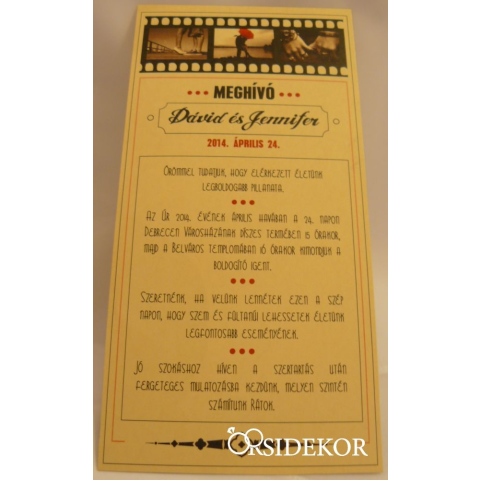 MEGHÍVÓ
Dávid és Jennifer
2014. ÁPRILIS 24.
ÖRÖMMEL TUDATJUK, HOGY ELÉRKEZETT ÉLETÜNK
LEGBOLDOGABB PILLANATA.
AZ ÚR 2014. ÉVÉNEK ÁPRILIS HAVÁBAN A 24. NAPON
DEBRECEN VÁROSHÁZÁNAK DÍSZES TERMÉBEN 15 ÓRAKOR,
MAJD A BELVÁROS TEMPLOMÁBAN 16 ÓRAKOR KIMONDJUK A
BOLDOGÍTÓ IGENT.
SZERETNÉNK, HA VELÜNK LENNÉTEK EZEN A SZÉP
NAPON, HOGY SZEM ÉS FÜLTANÚI LEHESSETEK ÉLETÜNK
LEGFONTOSABB ESEMÉNYÉNEK.
JÓ SZOKÁSHOZ HÍVEN A SZERTARTÁS UTÁN
FERGETEGES MULATOZÁSBA KEZDÜNK, MELYEN SZINTÉN
SZÁMÍTUNK RÁTOK.
ORSIDEKOR